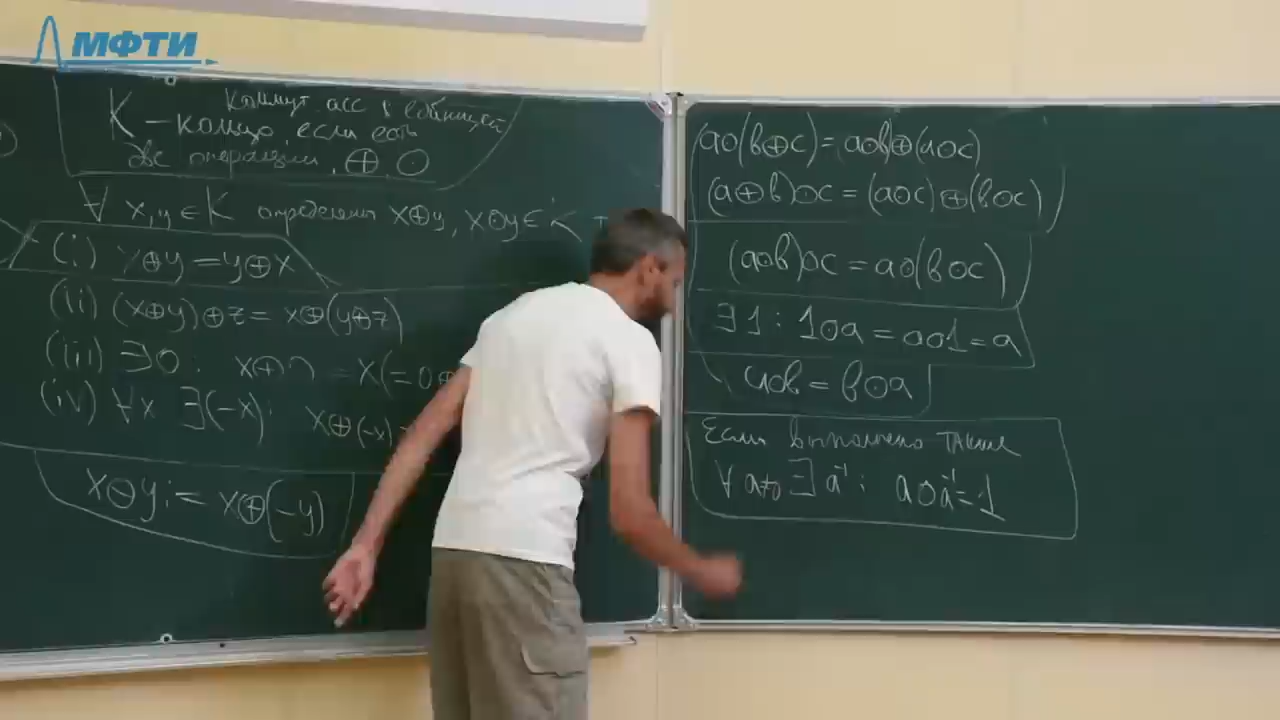 МФТИ
коммут асс с единицей
K – кольцо, если есть
две операции ⊕, ⊙
∀ x,y ∈ K определены x⊕y, x⊙y ∈ K
(i) x⊕y = y⊕x
(ii) (x⊕y)⊕z = x⊕(y⊕z)
(iii) ∃0: x⊕0 = x (=0⊕
(iv) ∀x ∃(-x): x⊕(-x)=
x⊖y := x⊕(-y)
a⊙(b⊕c) = a⊙b⊕(a⊙c)
(a⊕b)⊙c = (a⊙c)⊕(b⊙c)
(a⊙b)⊙c = a⊙(b⊙c)
∃1 : 1⊙a = a⊙1 = a
a⊙b = b⊙a
Если выполнено также
∀ a≠0 ∃ a⁻¹ : a⊙a⁻¹ = 1